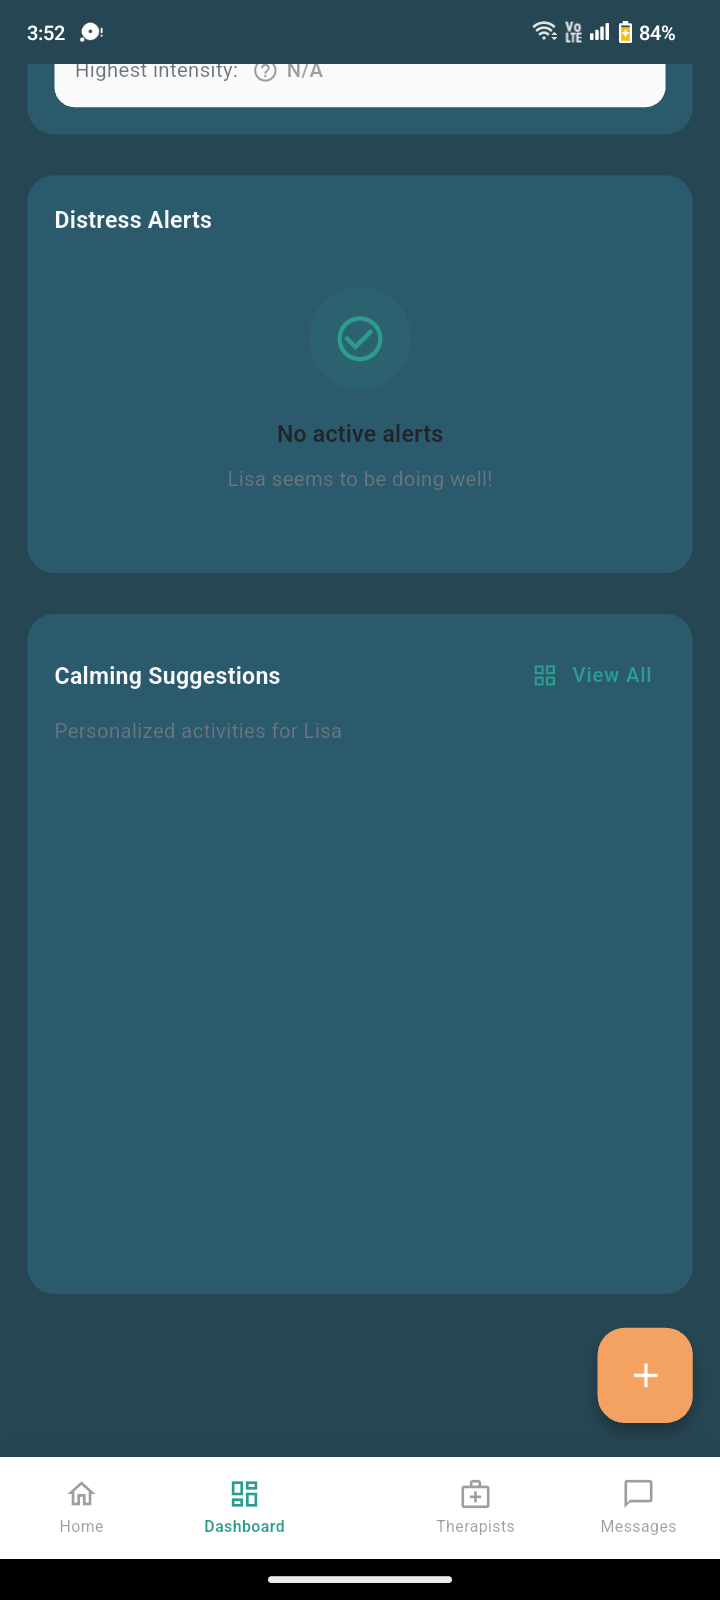 3:52
Vo LTE
84%
Highest intensity: N/A
Distress Alerts
No active alerts
Lisa seems to be doing well!
Calming Suggestions
View All
Personalized activities for Lisa
Home
Dashboard
Therapists
Messages